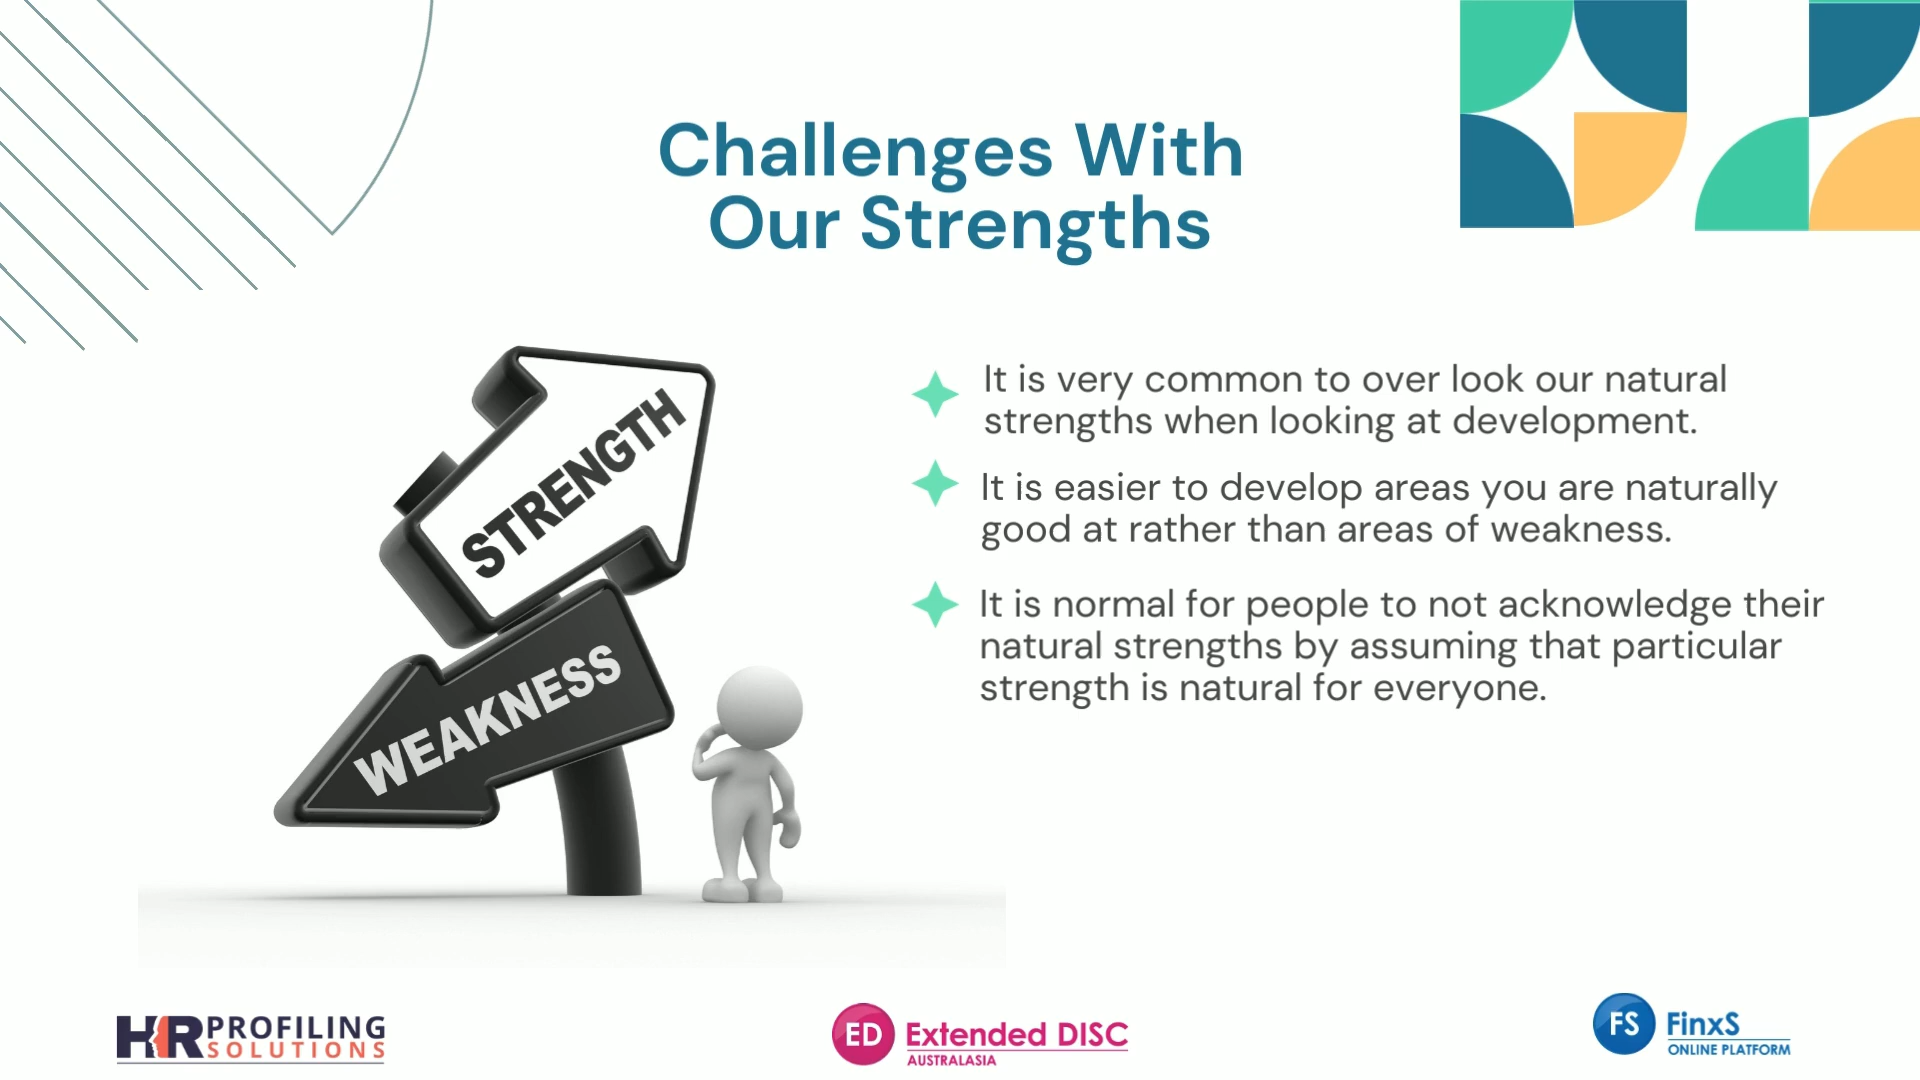 Challenges With
Our Strengths
STRENGTH
WEAKNESS
It is very common to over look our natural
strengths when looking at development.
It is easier to develop areas you are naturally
good at rather than areas of weakness.
It is normal for people to not acknowledge their
natural strengths by assuming that particular
strength is natural for everyone.
HR PROFILING
SOLUTIONS
ED Extended DISC
AUSTRALASIA
FS FinxS
ONLINE PLATFORM